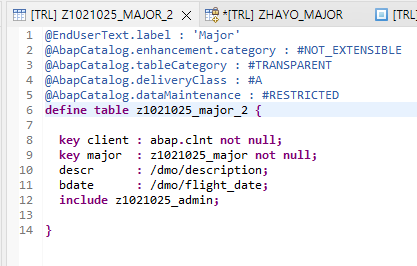 [TRL] Z1021025_MAJOR_2 *[TRL] ZHAYO_MAJOR [TRL]
1 @EndUserText.label : 'Major'
2 @AbapCatalog.enhancement.category : #NOT_EXTENSIBLE
3 @AbapCatalog.tableCategory : #TRANSPARENT
4 @AbapCatalog.deliveryClass : #A
5 @AbapCatalog.dataMaintenance : #RESTRICTED
6 define table z1021025_major_2 {
7
8 key client : abap.clnt not null;
9 key major : z1021025_major not null;
10 descr : /dmo/description;
11 bdate : /dmo/flight_date;
12 include z1021025_admin;
13
14 }